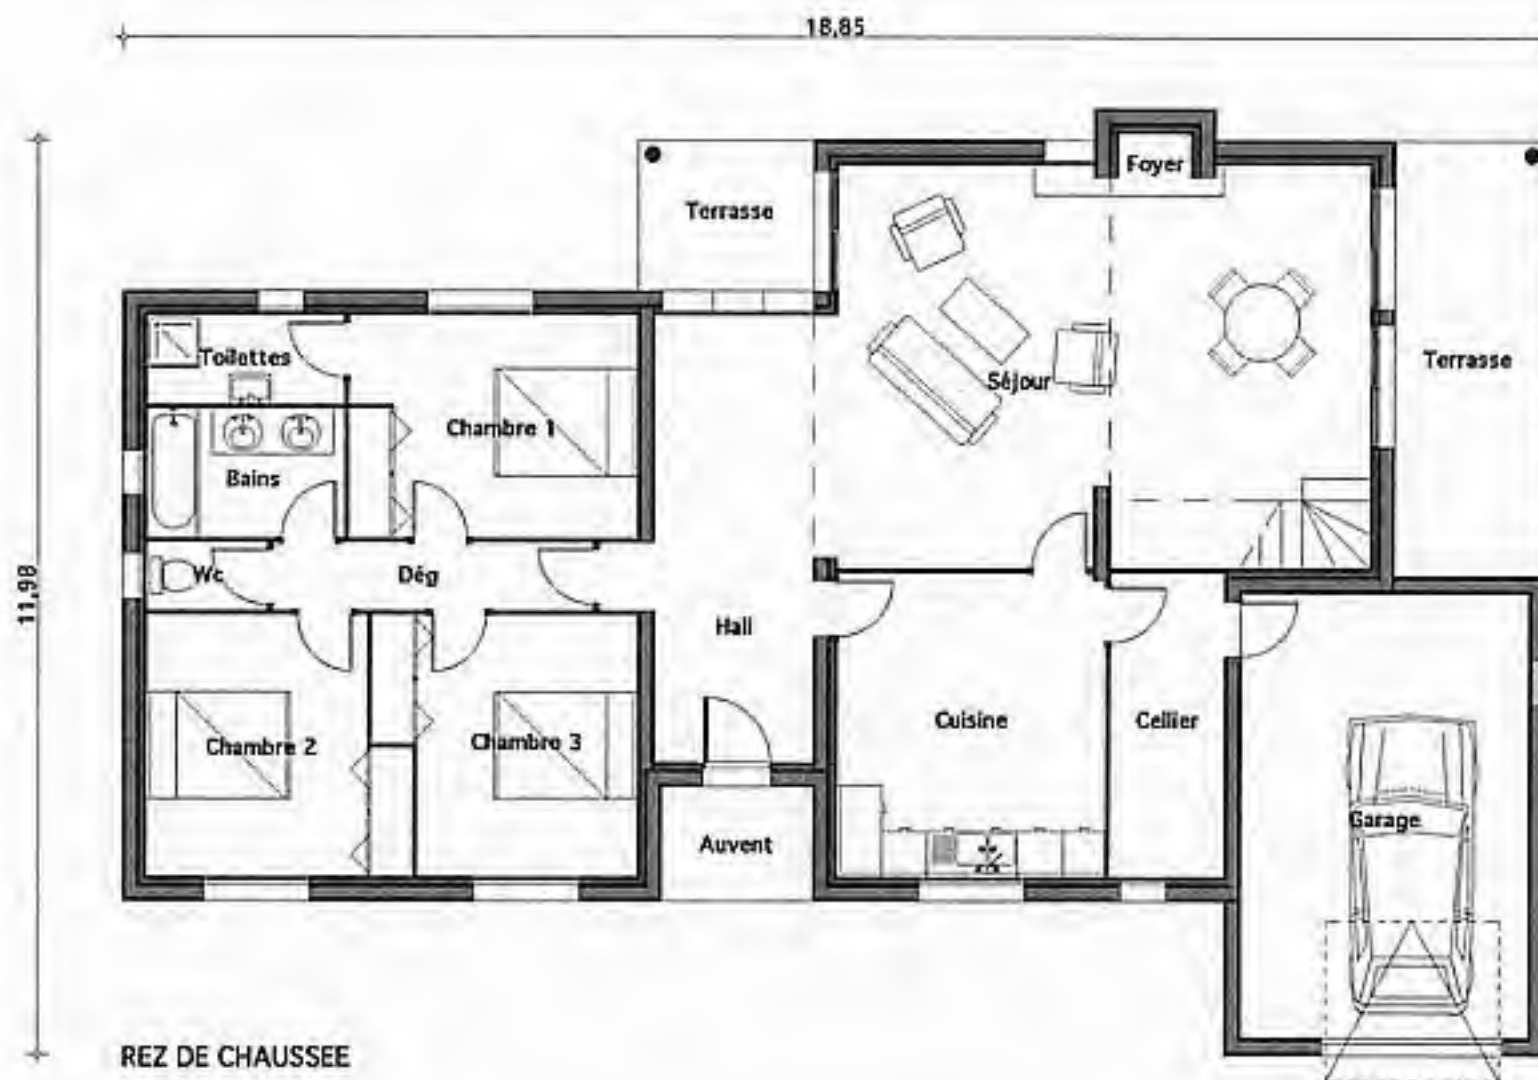 18,85
Foyer
Terrasse
Toilettes
Terrasse
Séjour
Chambre 1
Bains
Wc
Dég
11,98
Hall
Cuisine
Cellier
Chambre 2
Chambre 3
Garage
Auvent
REZ DE CHAUSSEE